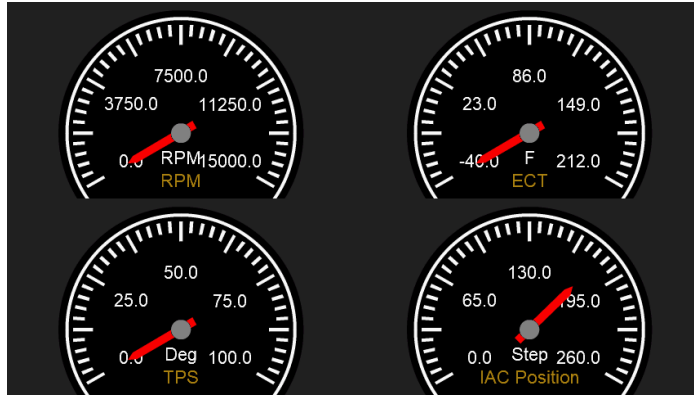 7500.0
3750.0 11250.0
0.0 RPM 15000.0
RPM
86.0
23.0 149.0
-40.0 F 212.0
ECT
50.0
25.0 75.0
0.0 Deg 100.0
TPS
130.0
65.0 195.0
0.0 Step 260.0
IAC Position